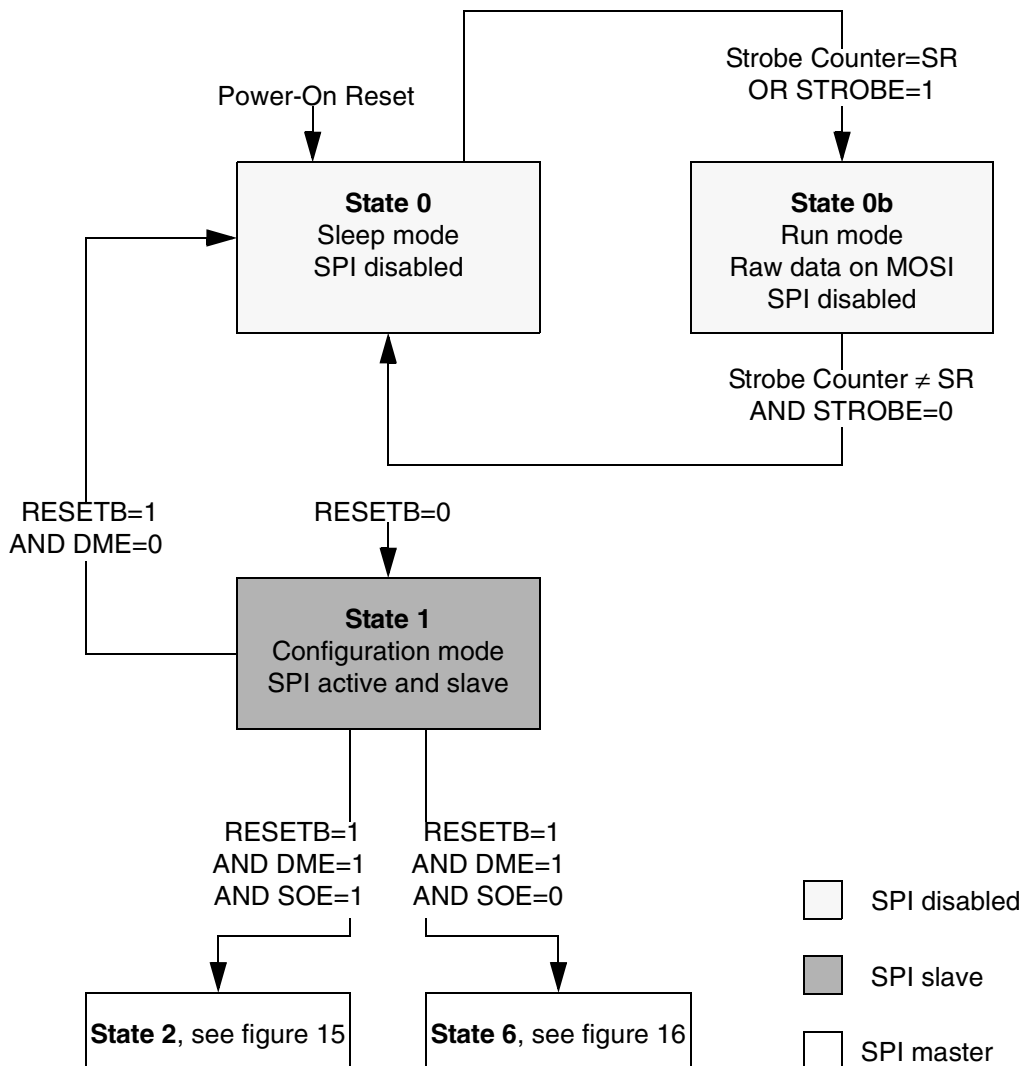 Strobe Counter=SR
OR STROBE=1
Power-On Reset
State 0
Sleep mode
SPI disabled
State 0b
Run mode
Raw data on MOSI
SPI disabled
Strobe Counter ≠ SR
AND STROBE=0
RESETB=1
AND DME=0
RESETB=0
State 1
Configuration mode
SPI active and slave
RESETB=1
AND DME=1
AND SOE=1
RESETB=1
AND DME=1
AND SOE=0
SPI disabled
SPI slave
SPI master
State 2, see figure 15
State 6, see figure 16